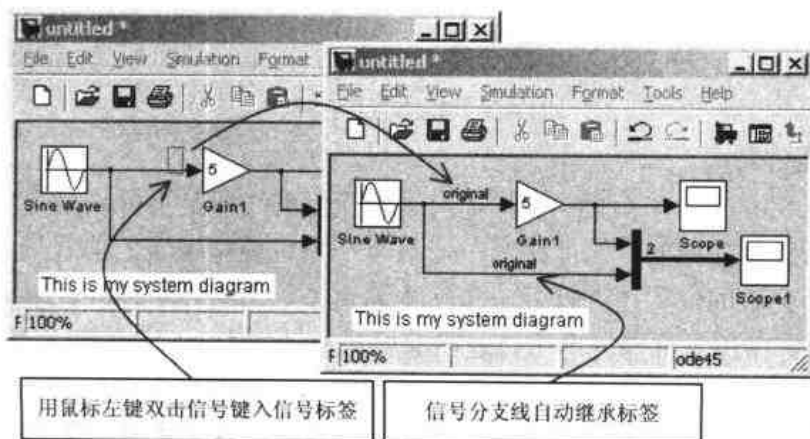 untitled *
File Edit View Simulation Format
Sine Wave
5
Gain1
This is my system diagram
100%
untitled *
File Edit View Simulation Format Tools Help
Sine Wave
original
5
Gain1
original
2
Scope
Scope1
This is my system diagram
100%
ode45
用鼠标左键双击信号键入信号标签
信号分支线自动继承标签